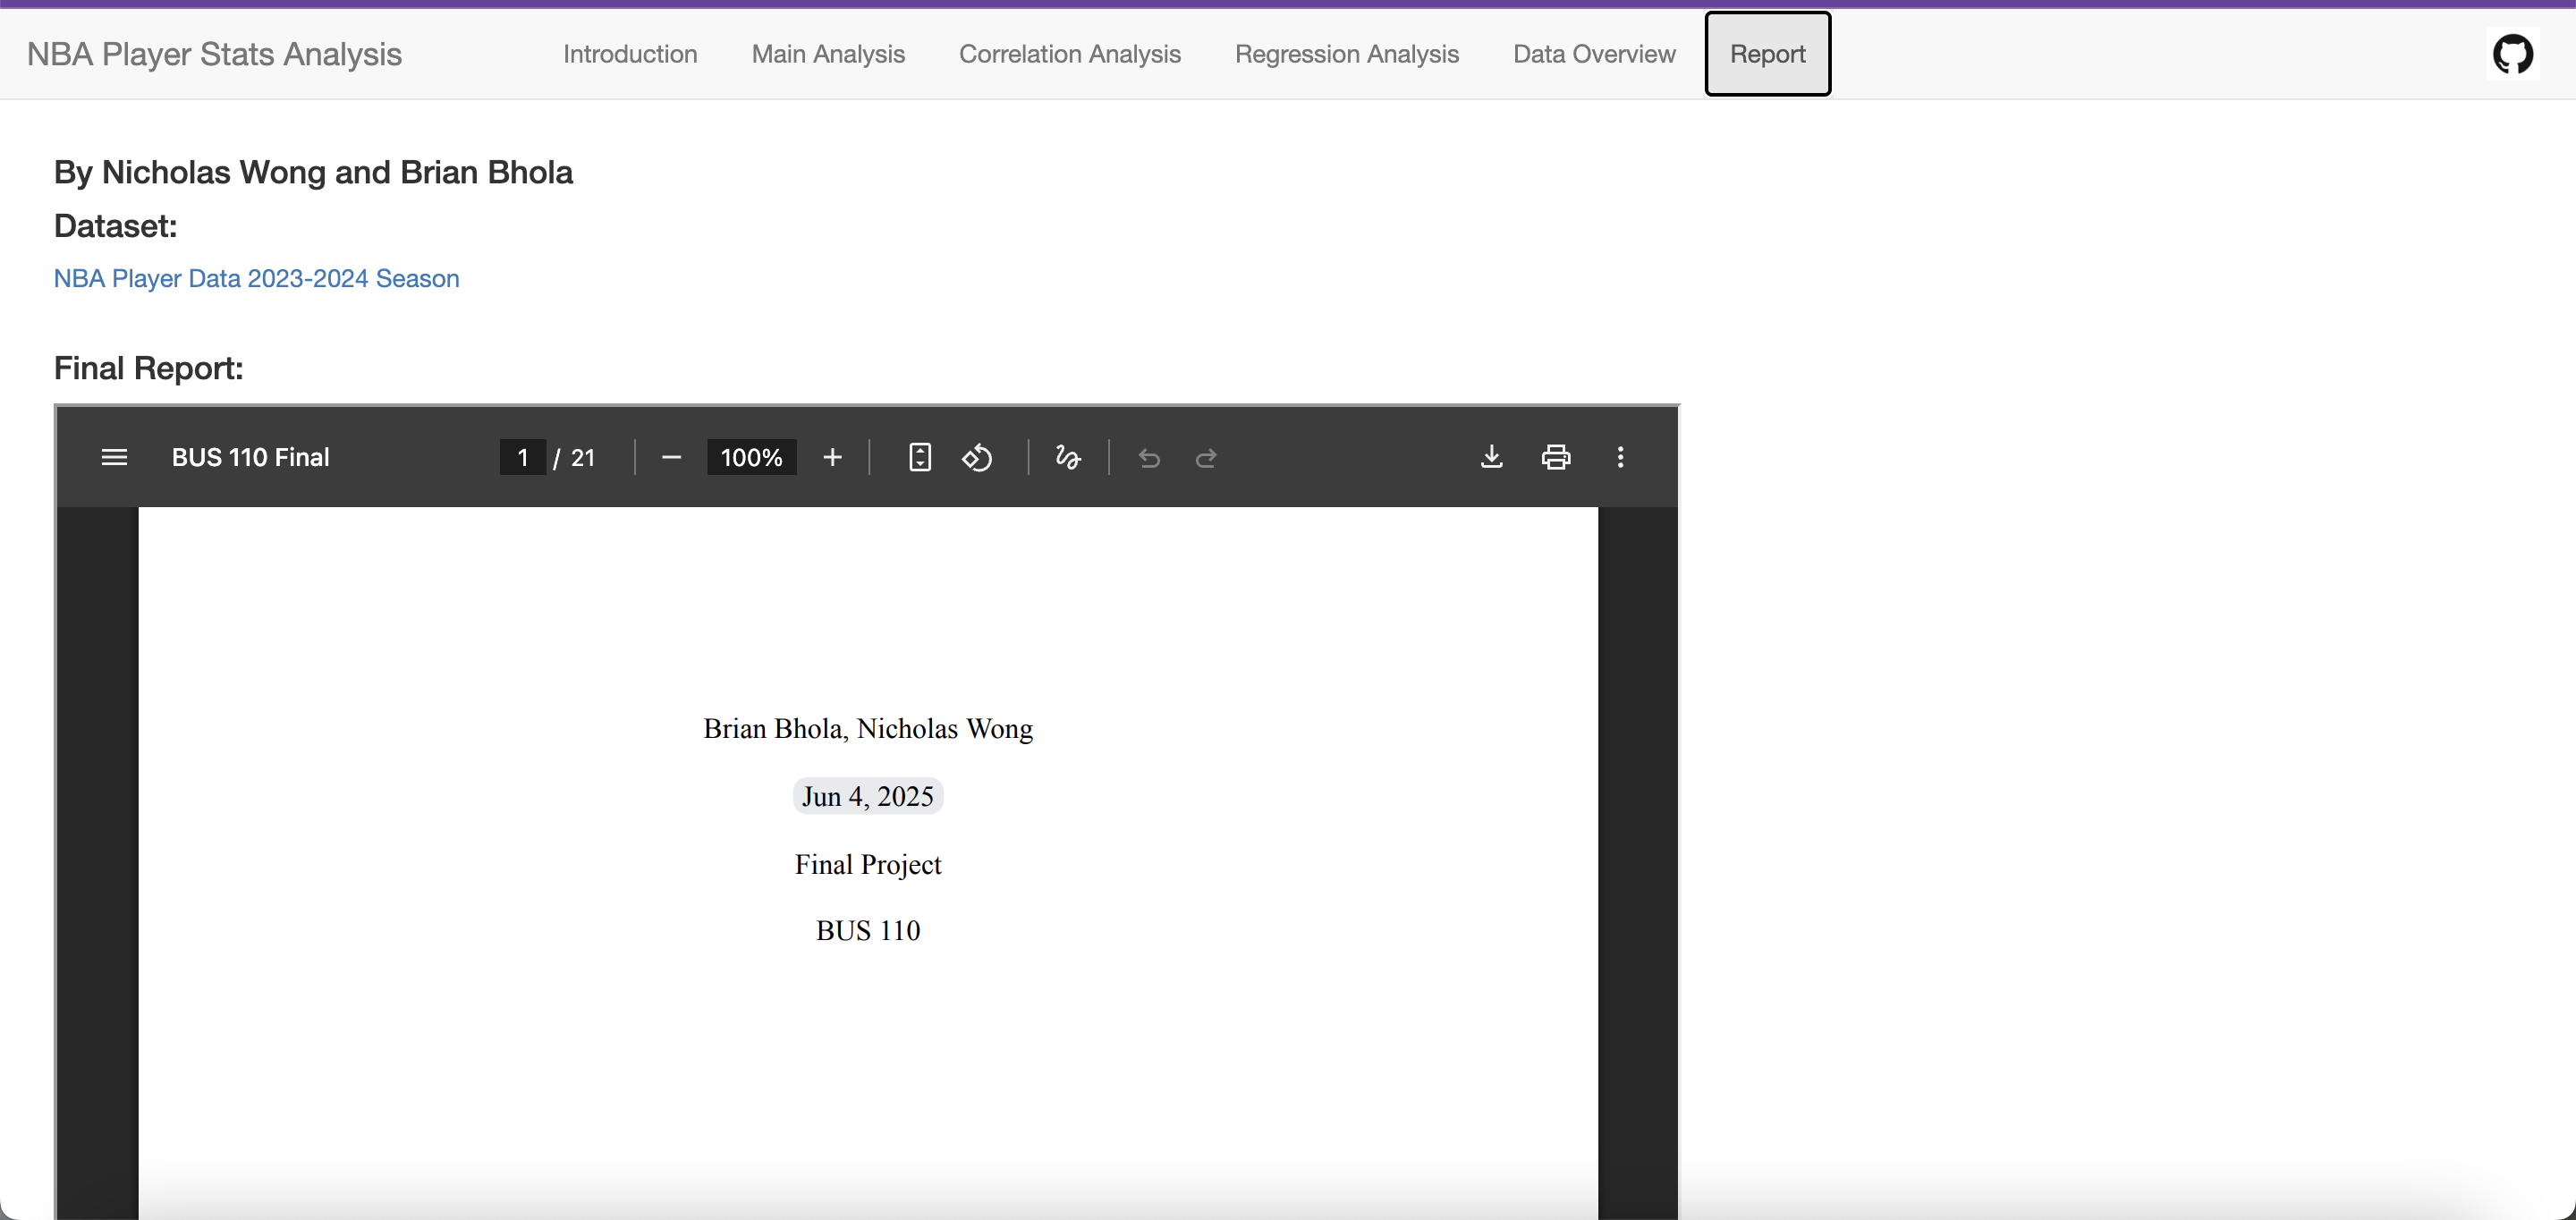 NBA Player Stats Analysis
Introduction
Main Analysis
Correlation Analysis
Regression Analysis
Data Overview
Report
By Nicholas Wong and Brian Bhola
Dataset:
NBA Player Data 2023-2024 Season
Final Report:
BUS 110 Final
1 / 21
100%
Brian Bhola, Nicholas Wong
Jun 4, 2025
Final Project
BUS 110